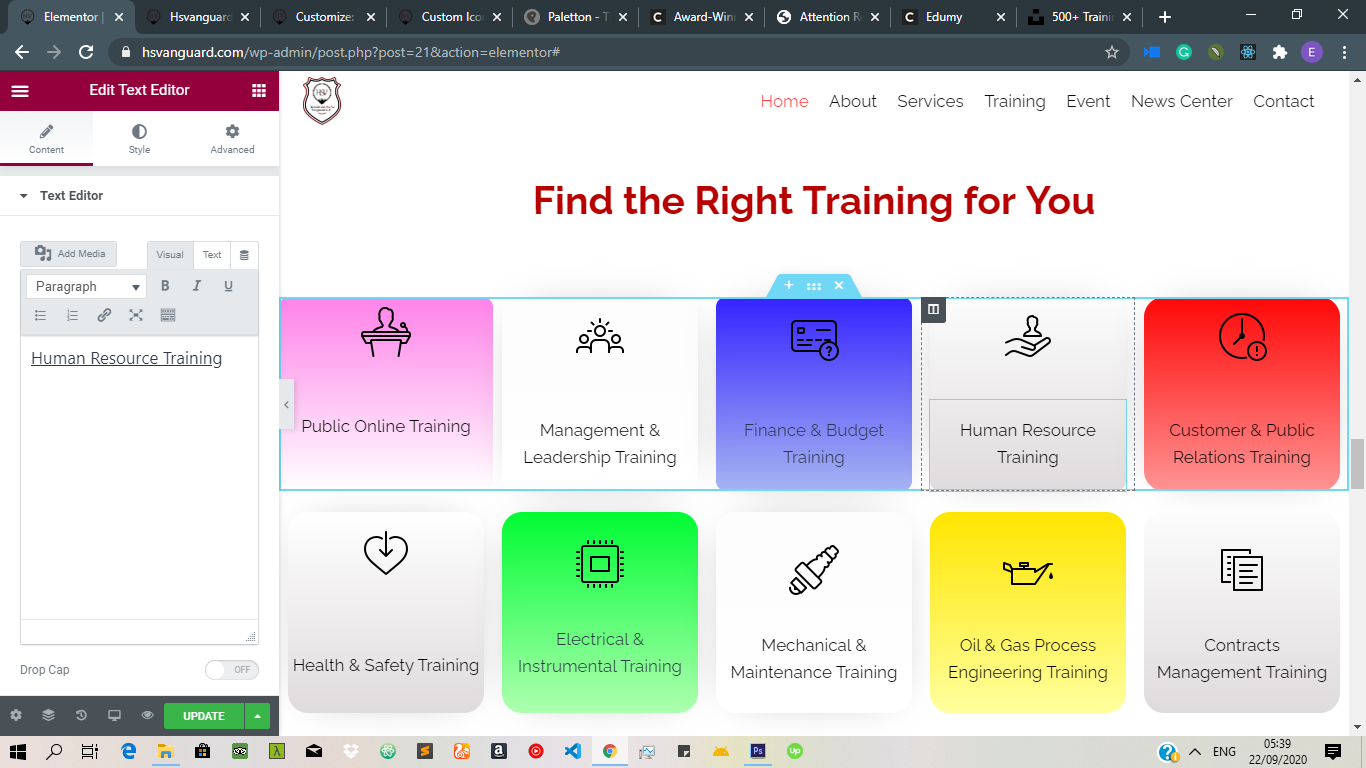 Elementor |
Hsvanguard
Customize:
Custom Ico
Paletton - T
Award-Win
Attention R
Edumy
500+ Traini
hsvanguard.com/wp-admin/post.php?post=21&action=elementor#
E
Edit Text Editor
Content
Style
Advanced
Text Editor
Add Media
Visual
Text
Paragraph
B I U
Human Resource Training
Drop Cap
OFF
UPDATE
HSV
Home About Services Training Event News Center Contact
Find the Right Training for You
Public Online Training
Management &
Leadership Training
Finance & Budget
Training
Human Resource
Training
Customer & Public
Relations Training
Health & Safety Training
Electrical &
Instrumental Training
Mechanical &
Maintenance Training
Oil & Gas Process
Engineering Training
Contracts
Management Training
ENG
05:39
22/09/2020